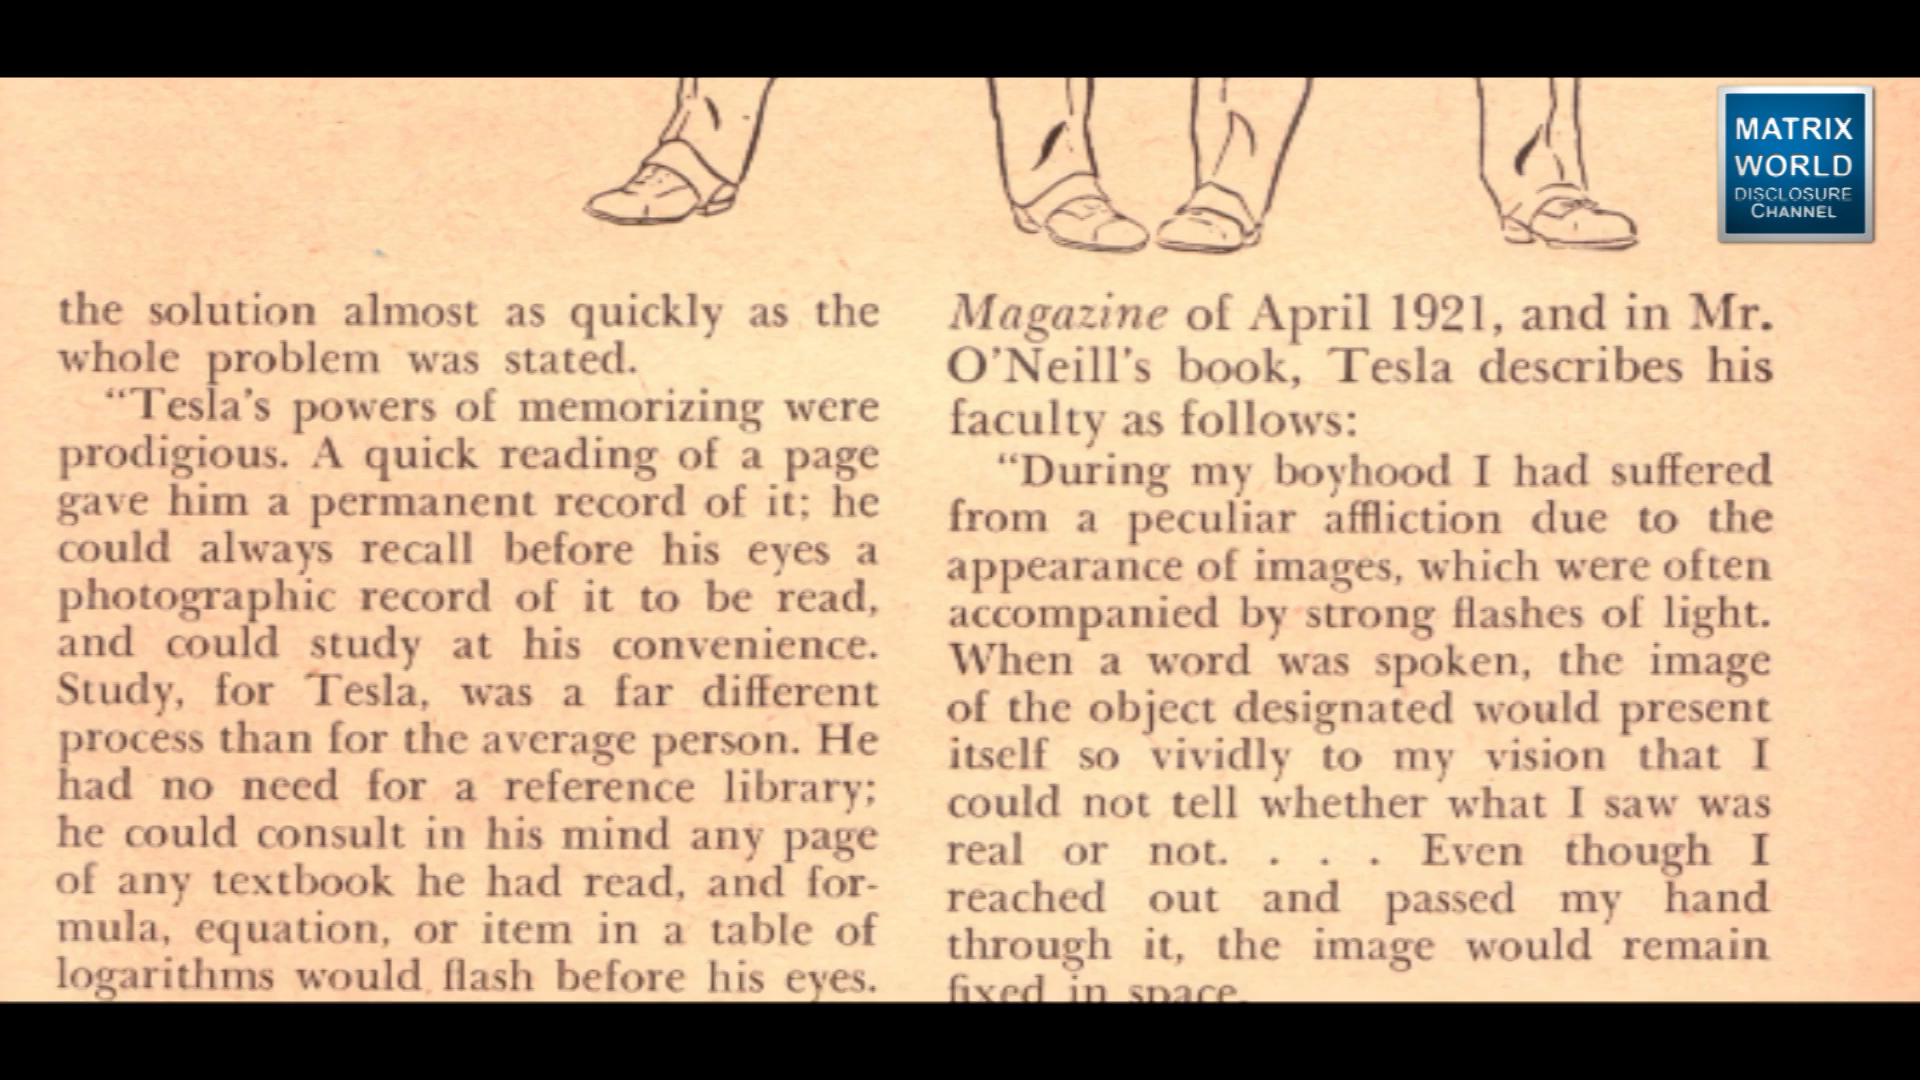 MATRIX
WORLD
DISCLOSURE
CHANNEL
the solution almost as quickly as the
whole problem was stated.
“Tesla’s powers of memorizing were
prodigious. A quick reading of a page
gave him a permanent record of it; he
could always recall before his eyes a
photographic record of it to be read,
and could study at his convenience.
Study, for Tesla, was a far different
process than for the average person. He
had no need for a reference library;
he could consult in his mind any page
of any textbook he had read, and for-
mula, equation, or item in a table of
logarithms would flash before his eyes.
Magazine of April 1921, and in Mr.
O’Neill’s book, Tesla describes his
faculty as follows:
“During my boyhood I had suffered
from a peculiar affliction due to the
appearance of images, which were often
accompanied by strong flashes of light.
When a word was spoken, the image
of the object designated would present
itself so vividly to my vision that I
could not tell whether what I saw was
real or not. . . . Even though I
reached out and passed my hand
through it, the image would remain
fixed in space.